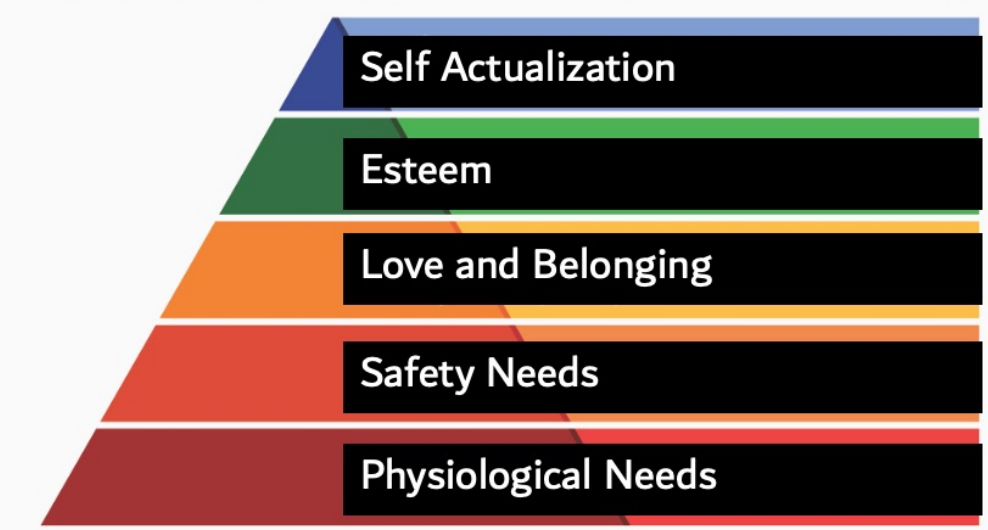 Self Actualization
Esteem
Love and Belonging
Safety Needs
Physiological Needs